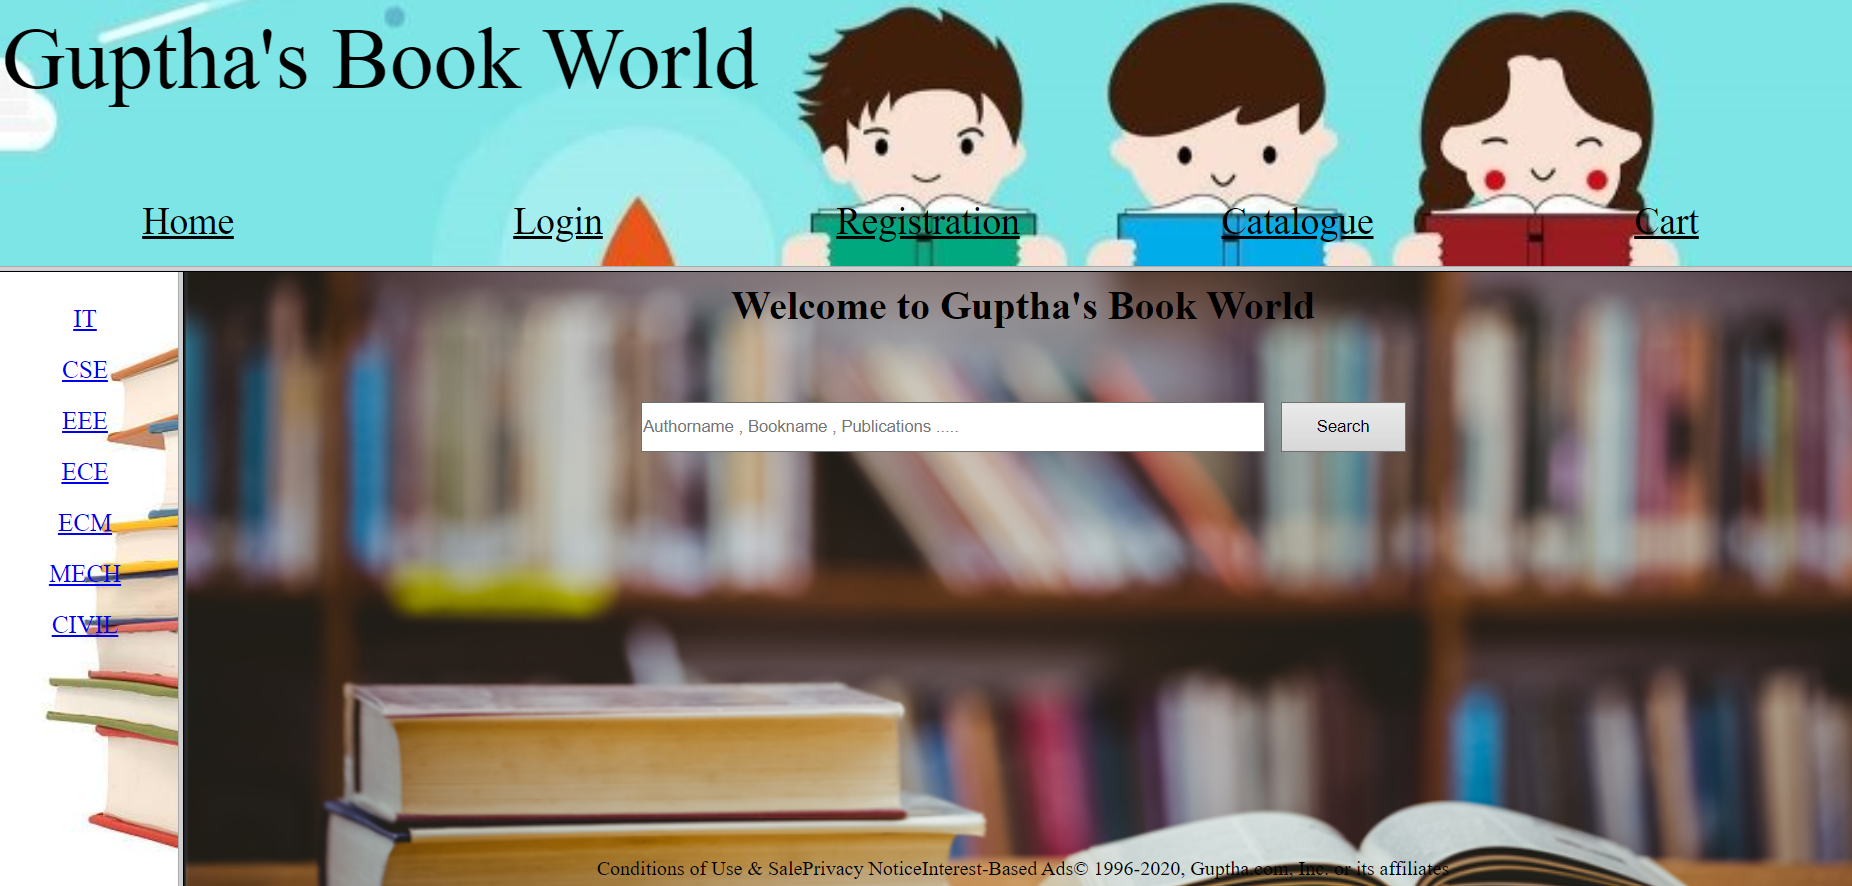 Guptha's Book World
Home Login Registration Catalogue Cart
IT
CSE
EEE
ECE
ECM
MECH
CIVIL
Welcome to Guptha's Book World
Authorname , Bookname , Publications ..... Search
Conditions of Use & SalePrivacy NoticeInterest-Based Ads© 1996-2020, Guptha.com, Inc. or its affiliates